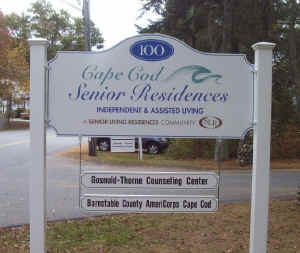 100
Cape Cod
Senior Residences
INDEPENDENT & ASSISTED LIVING
A SENIOR LIVING RESIDENCES COMMUNITY
Gosnold-Thorne Counseling Center
Barnstable County AmeriCorps Cape Cod